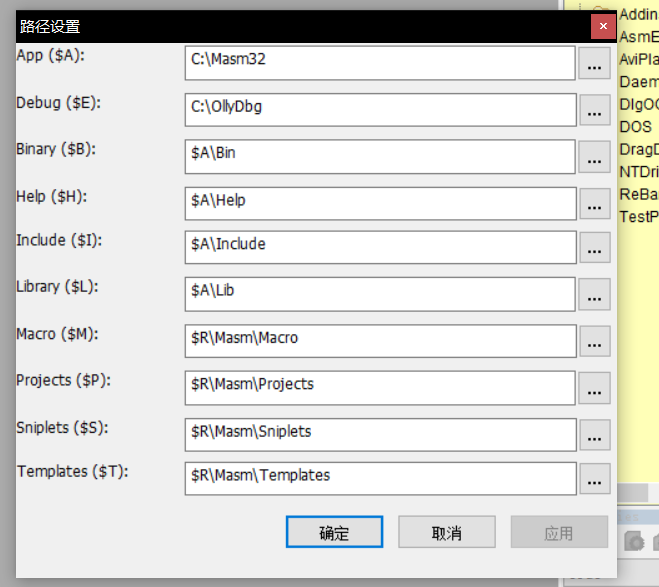 路径设置
App ($A):
C:\Masm32
...
Debug ($E):
C:\OllyDbg
...
Binary ($B):
$A\Bin
...
Help ($H):
$A\Help
...
Include ($I):
$A\Include
...
Library ($L):
$A\Lib
...
Macro ($M):
$R\Masm\Macro
...
Projects ($P):
$R\Masm\Projects
...
Sniplets ($S):
$R\Masm\Sniplets
...
Templates ($T):
$R\Masm\Templates
...
确定
取消
应用
Addin
AsmE
AviPla
Daem
DlgO
DOS
DragD
NTDri
ReBa
TestP